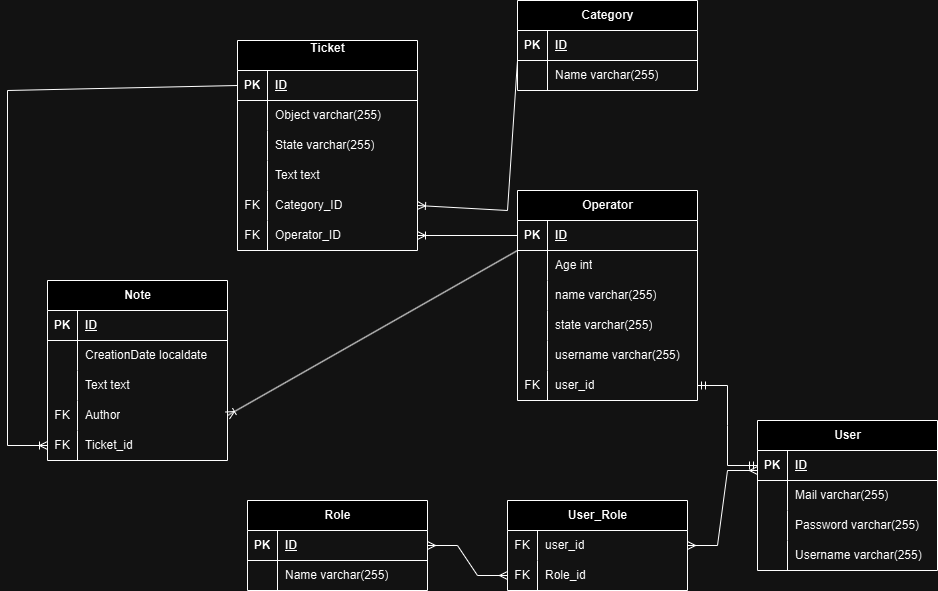 Category
PK ID
Name varchar(255)
Ticket
PK ID
Object varchar(255)
State varchar(255)
Text text
FK Category_ID
FK Operator_ID
Operator
PK ID
Age int
name varchar(255)
state varchar(255)
username varchar(255)
FK user_id
Note
PK ID
CreationDate localdate
Text text
FK Author
FK Ticket_id
User
PK ID
Mail varchar(255)
Password varchar(255)
Username varchar(255)
Role
PK ID
Name varchar(255)
User_Role
FK user_id
FK Role_id